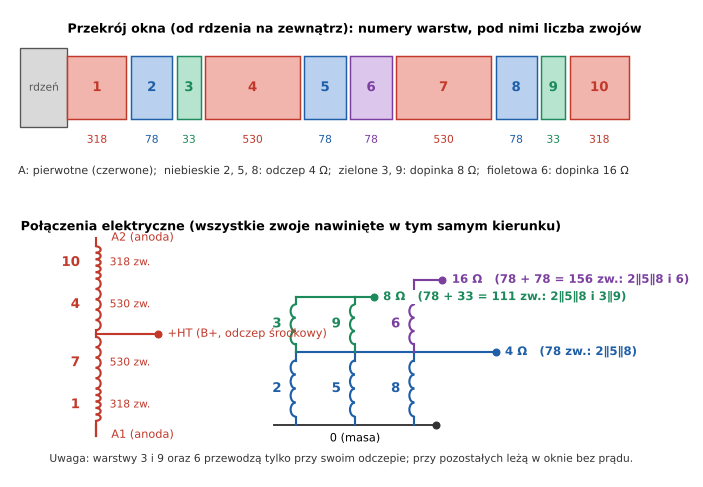 Przekrój okna (od rdzenia na zewnątrz): numery warstw, pod nimi liczba zwojów
rdzeń 1 2 3 4 5 6 7 8 9 10
318 78 33 530 78 78 530 78 33 318
A: pierwotne (czerwone);  niebieskie 2, 5, 8: odczep 4 Ω;  zielone 3, 9: dopinka 8 Ω;  fioletowa 6: dopinka 16 Ω
Połączenia elektryczne (wszystkie zwoje nawinięte w tym samym kierunku)
A2 (anoda)
10 318 zw.
16 Ω   (78 + 78 = 156 zw.: 2∥5∥8 i 6)
8 Ω   (78 + 33 = 111 zw.: 2∥5∥8 i 3∥9)
4 530 zw.
3 9 6
+HT (B+, odczep środkowy)
4 Ω   (78 zw.: 2∥5∥8)
7 530 zw.
2 5 8
1 318 zw.
A1 (anoda)
0 (masa)
Uwaga: warstwy 3 i 9 oraz 6 przewodzą tylko przy swoim odczepie; przy pozostałych leżą w oknie bez prądu.